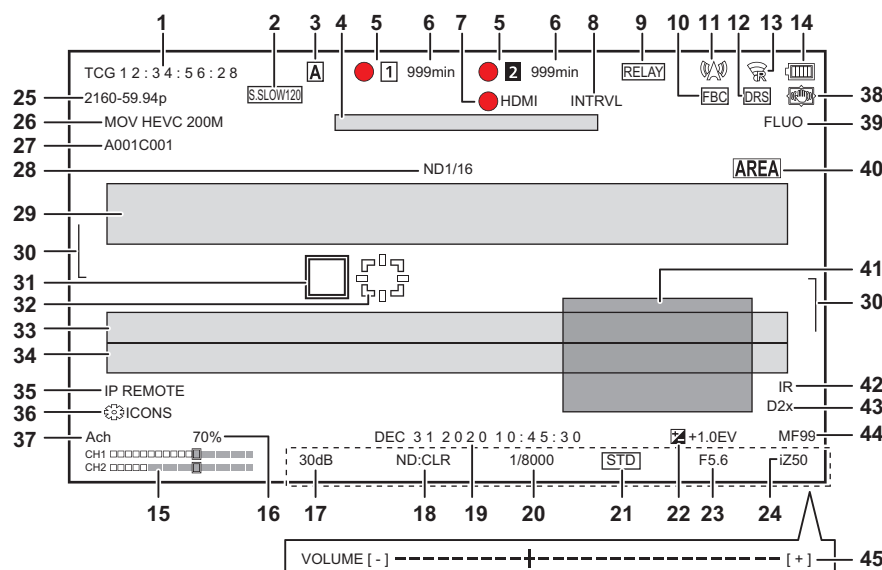 1 2 3 4 5 6 7 5 6 8 9 10 11 12 13 14
TCG 12:34:56:28 A 1 999min 2 999min RELAY R
25 2160-59.94p S.SLOW120 HDMI INTRVL FBC DRS 38
26 MOV HEVC 200M FLUO 39
27 A001C001
28 ND1/16 AREA 40
29
30
31 41
32 30
33
34
35 IP REMOTE IR 42
36 ICONS D2x 43
37 Ach 70% DEC 31 2020 10:45:30 +1.0EV MF99 44
CH1
CH2 30dB ND:CLR 1/8000 STD F5.6 iZ50
15 16 17 18 19 20 21 22 23 24
VOLUME [ - ] [ + ] 45